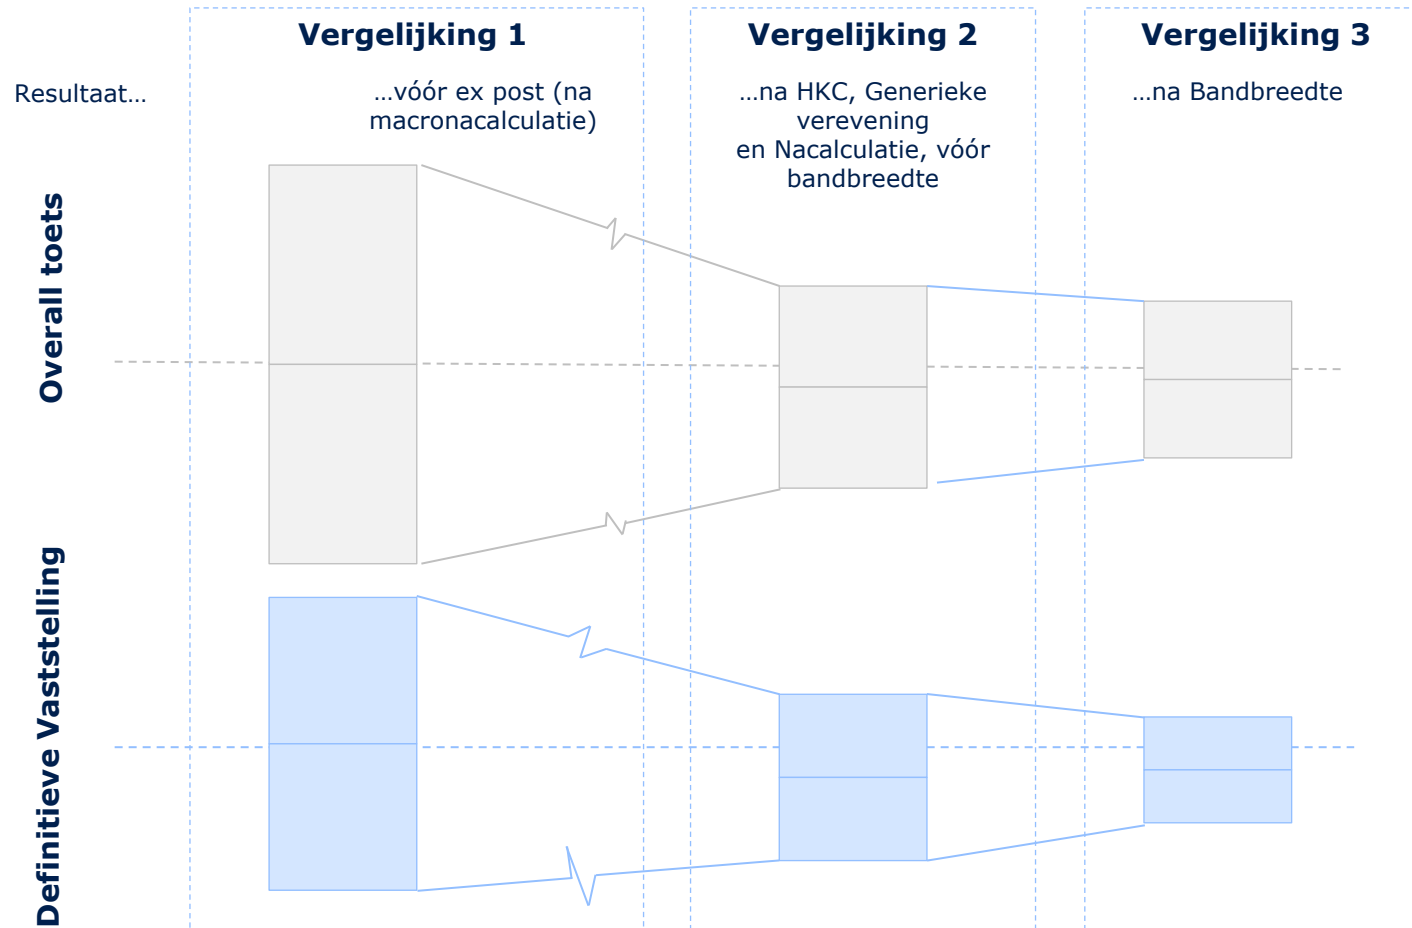 Vergelijking 1
Vergelijking 2
Vergelijking 3
Resultaat…
…vóór ex post (na
macronacalculatie)
…na HKC, Generieke
verevening
en Nacalculatie, vóór
bandbreedte
…na Bandbreedte
Overall toets
Definitieve Vaststelling